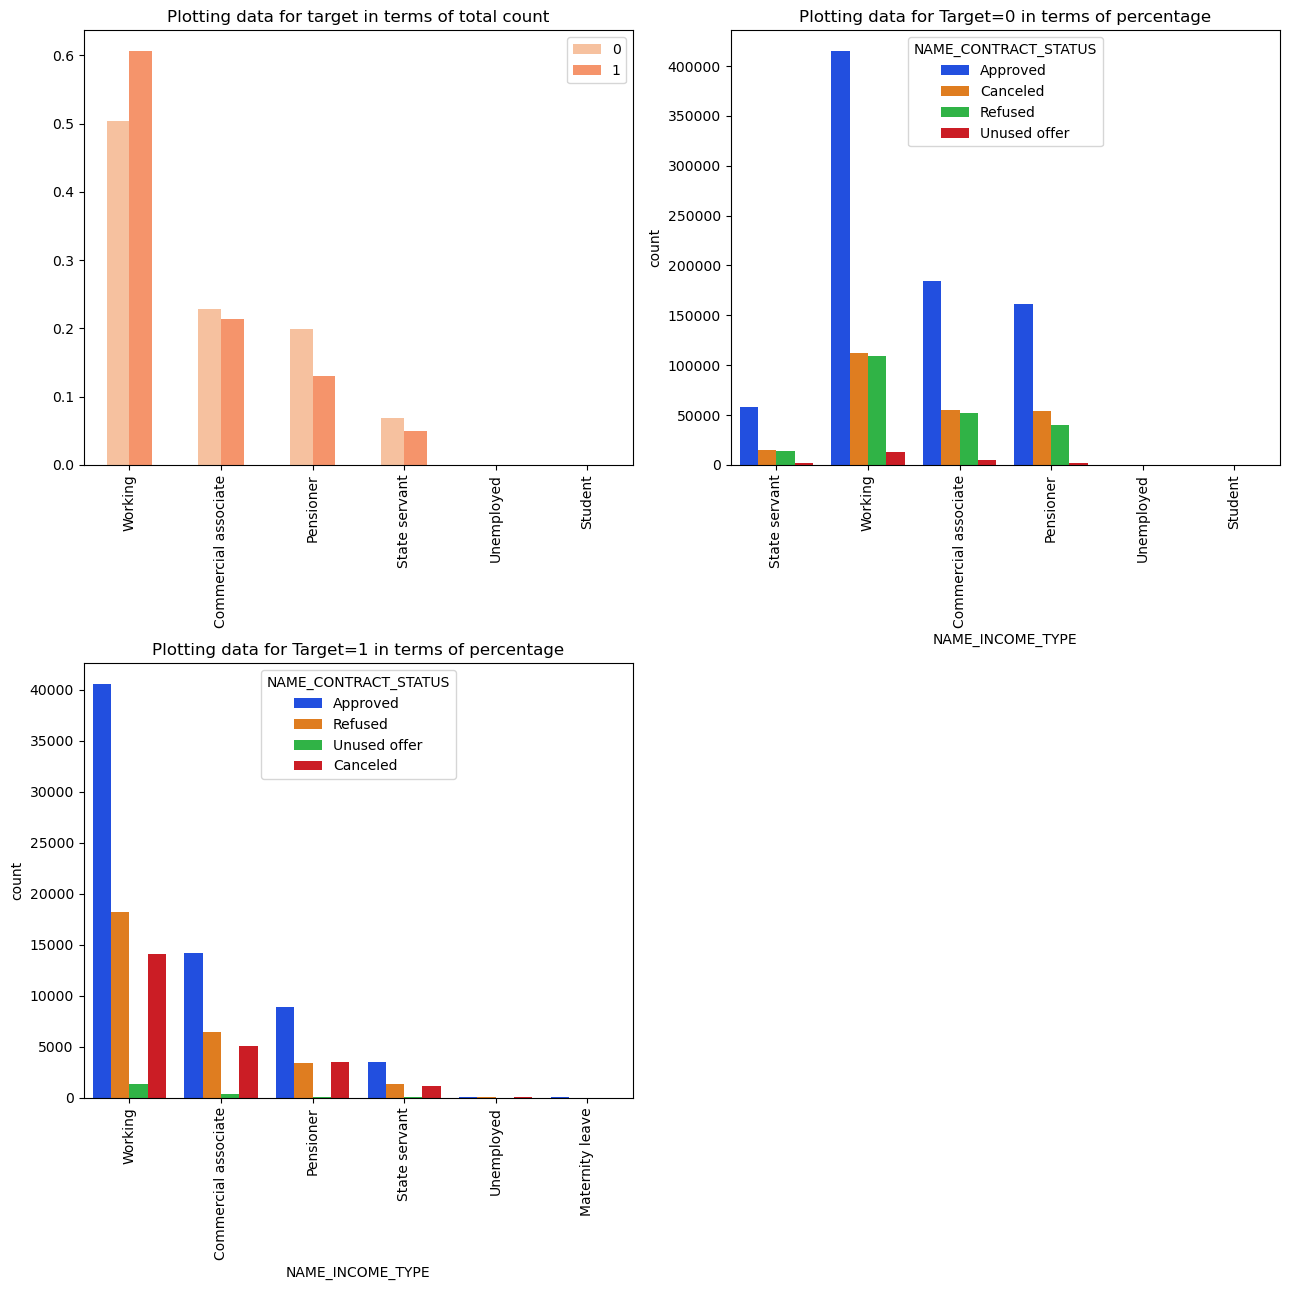 Plotting data for target in terms of total count
0
1
0.6
0.5
0.4
0.3
0.2
0.1
0.0
Working
Commercial associate
Pensioner
State servant
Unemployed
Student
Plotting data for Target=0 in terms of percentage
NAME_CONTRACT_STATUS
Approved
Canceled
Refused
Unused offer
count
400000
350000
300000
250000
200000
150000
100000
50000
0
State servant
Working
Commercial associate
Pensioner
Unemployed
Student
NAME_INCOME_TYPE
Plotting data for Target=1 in terms of percentage
NAME_CONTRACT_STATUS
Approved
Refused
Unused offer
Canceled
count
40000
35000
30000
25000
20000
15000
10000
5000
0
Working
Commercial associate
Pensioner
State servant
Unemployed
Maternity leave
NAME_INCOME_TYPE